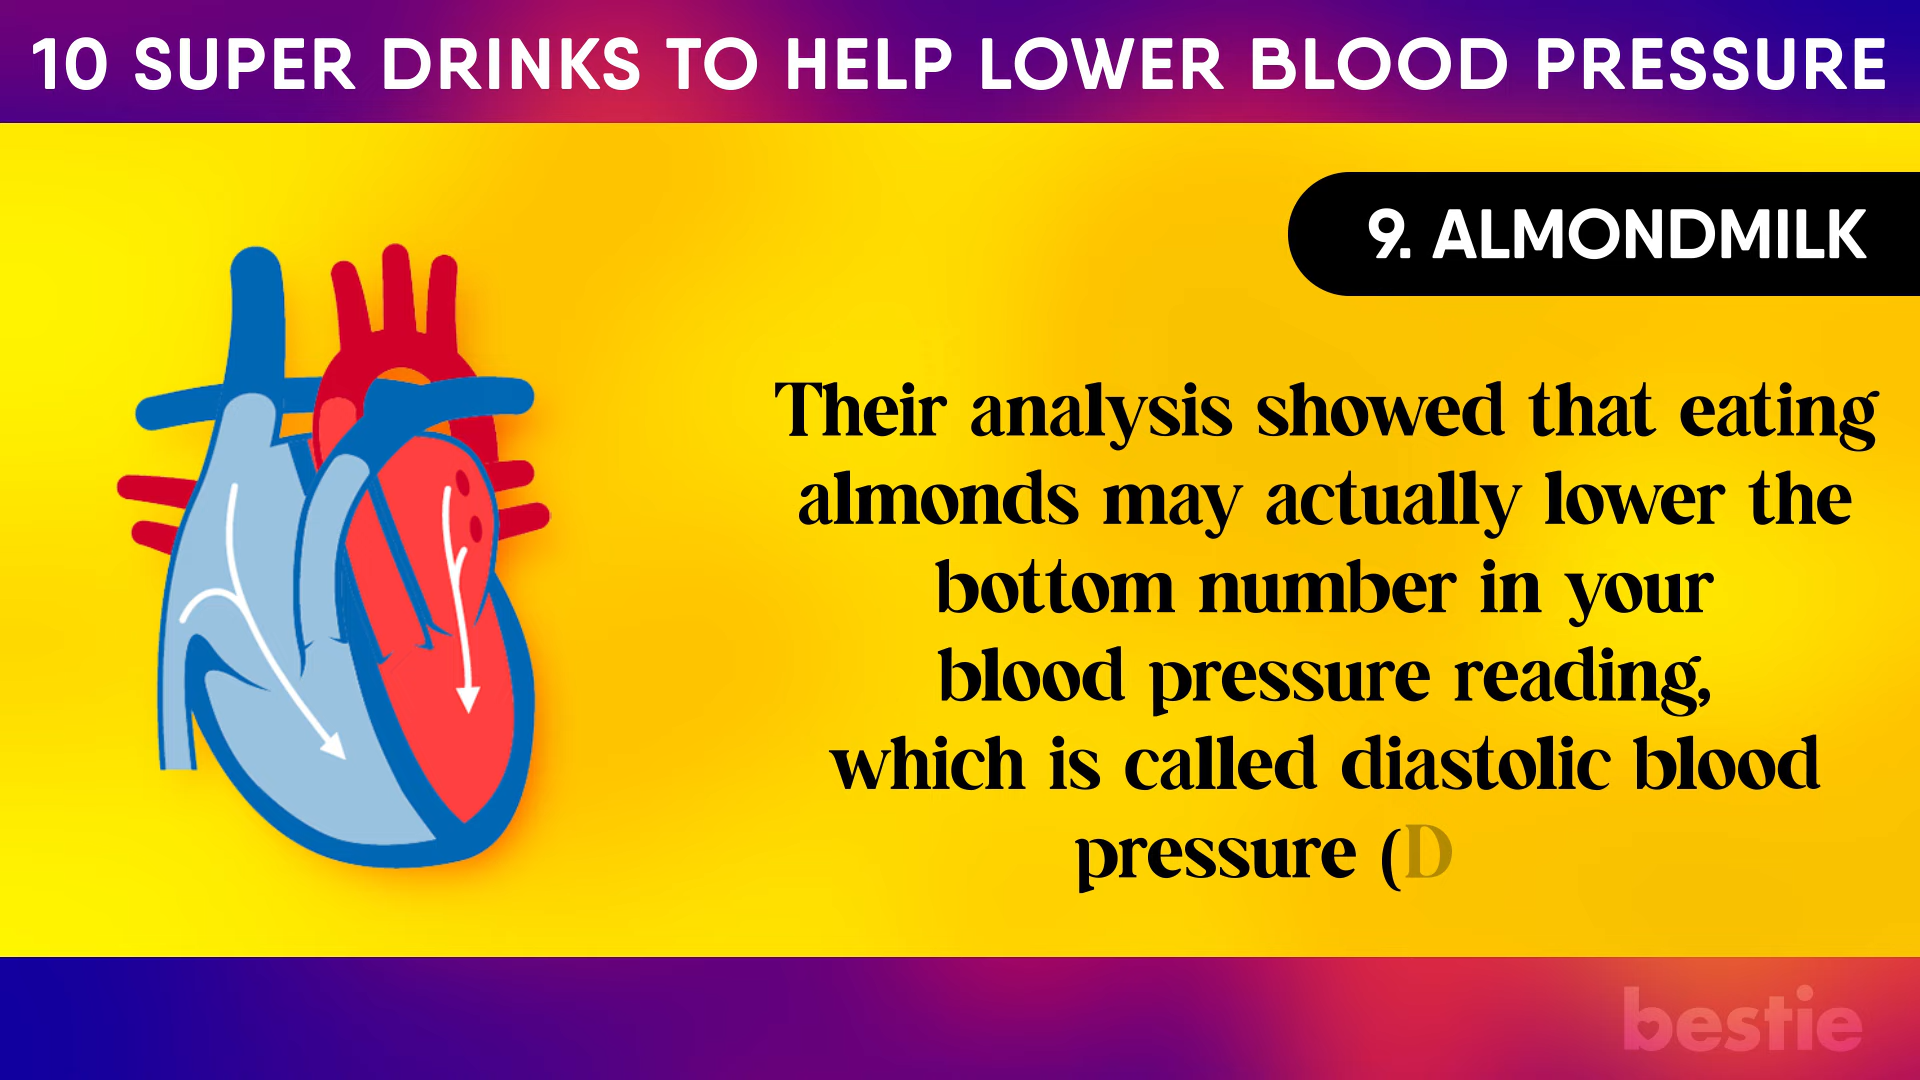 10 SUPER DRINKS TO HELP LOWER BLOOD PRESSURE
9. ALMONDMILK
Their analysis showed that eating
almonds may actually lower the
bottom number in your
blood pressure reading,
which is called diastolic blood
pressure (D
bestie